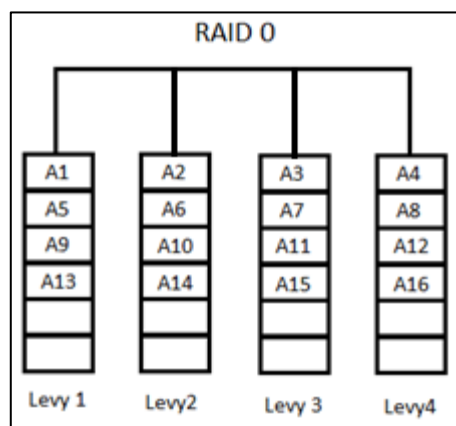 RAID 0
A1 A2 A3 A4
A5 A6 A7 A8
A9 A10 A11 A12
A13 A14 A15 A16
Levy 1 Levy2 Levy 3 Levy4